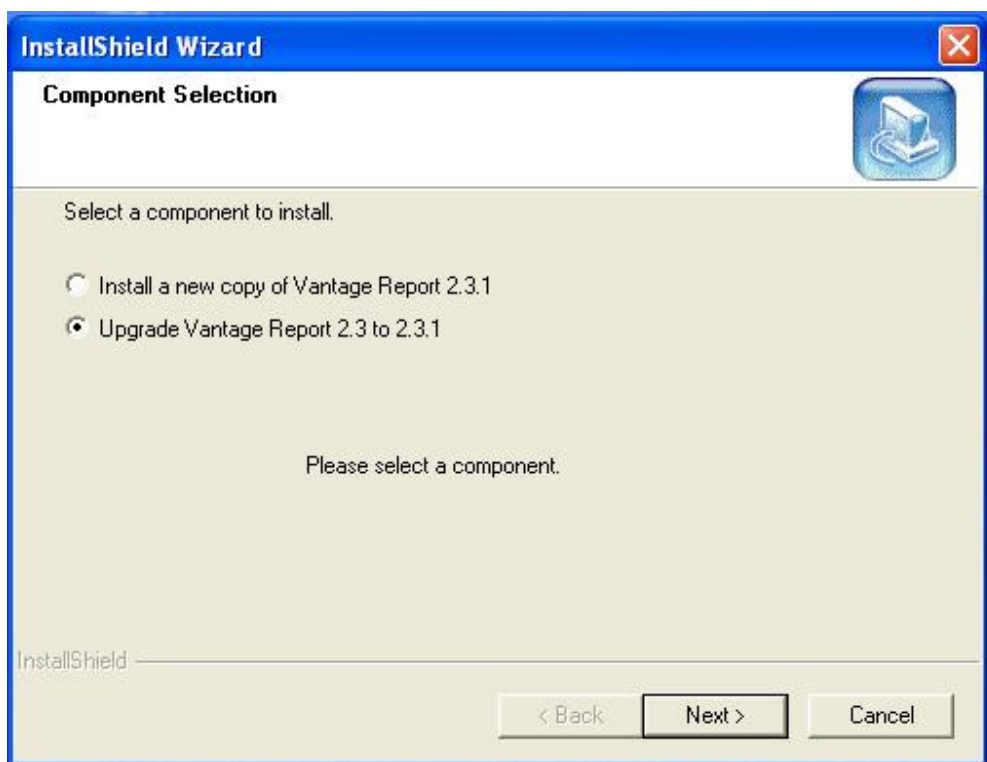 InstallShield Wizard
Component Selection
Select a component to install.
Install a new copy of Vantage Report 2.3.1
Upgrade Vantage Report 2.3 to 2.3.1
Please select a component.
InstallShield
< Back Next > Cancel